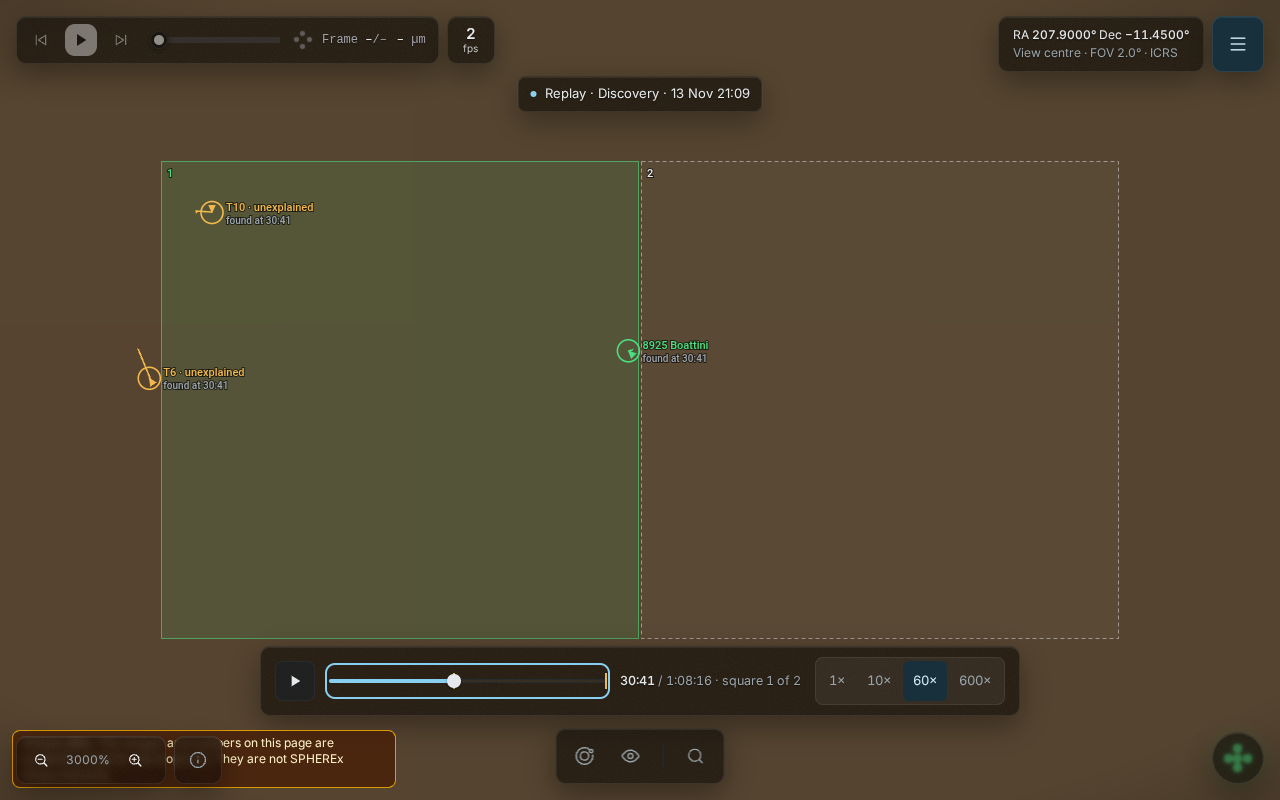 Frame –/– – µm
2
fps
RA 207.9000° Dec −11.4500°
View centre · FOV 2.0° · ICRS
Replay · Discovery · 13 Nov 21:09
1
2
T10 · unexplained
found at 30:41
8925 Boattini
found at 30:41
T6 · unexplained
found at 30:41
30:41 / 1:08:16 · square 1 of 2
1×
10×
60×
600×
on this page are
hey are not SPHEREx
3000%